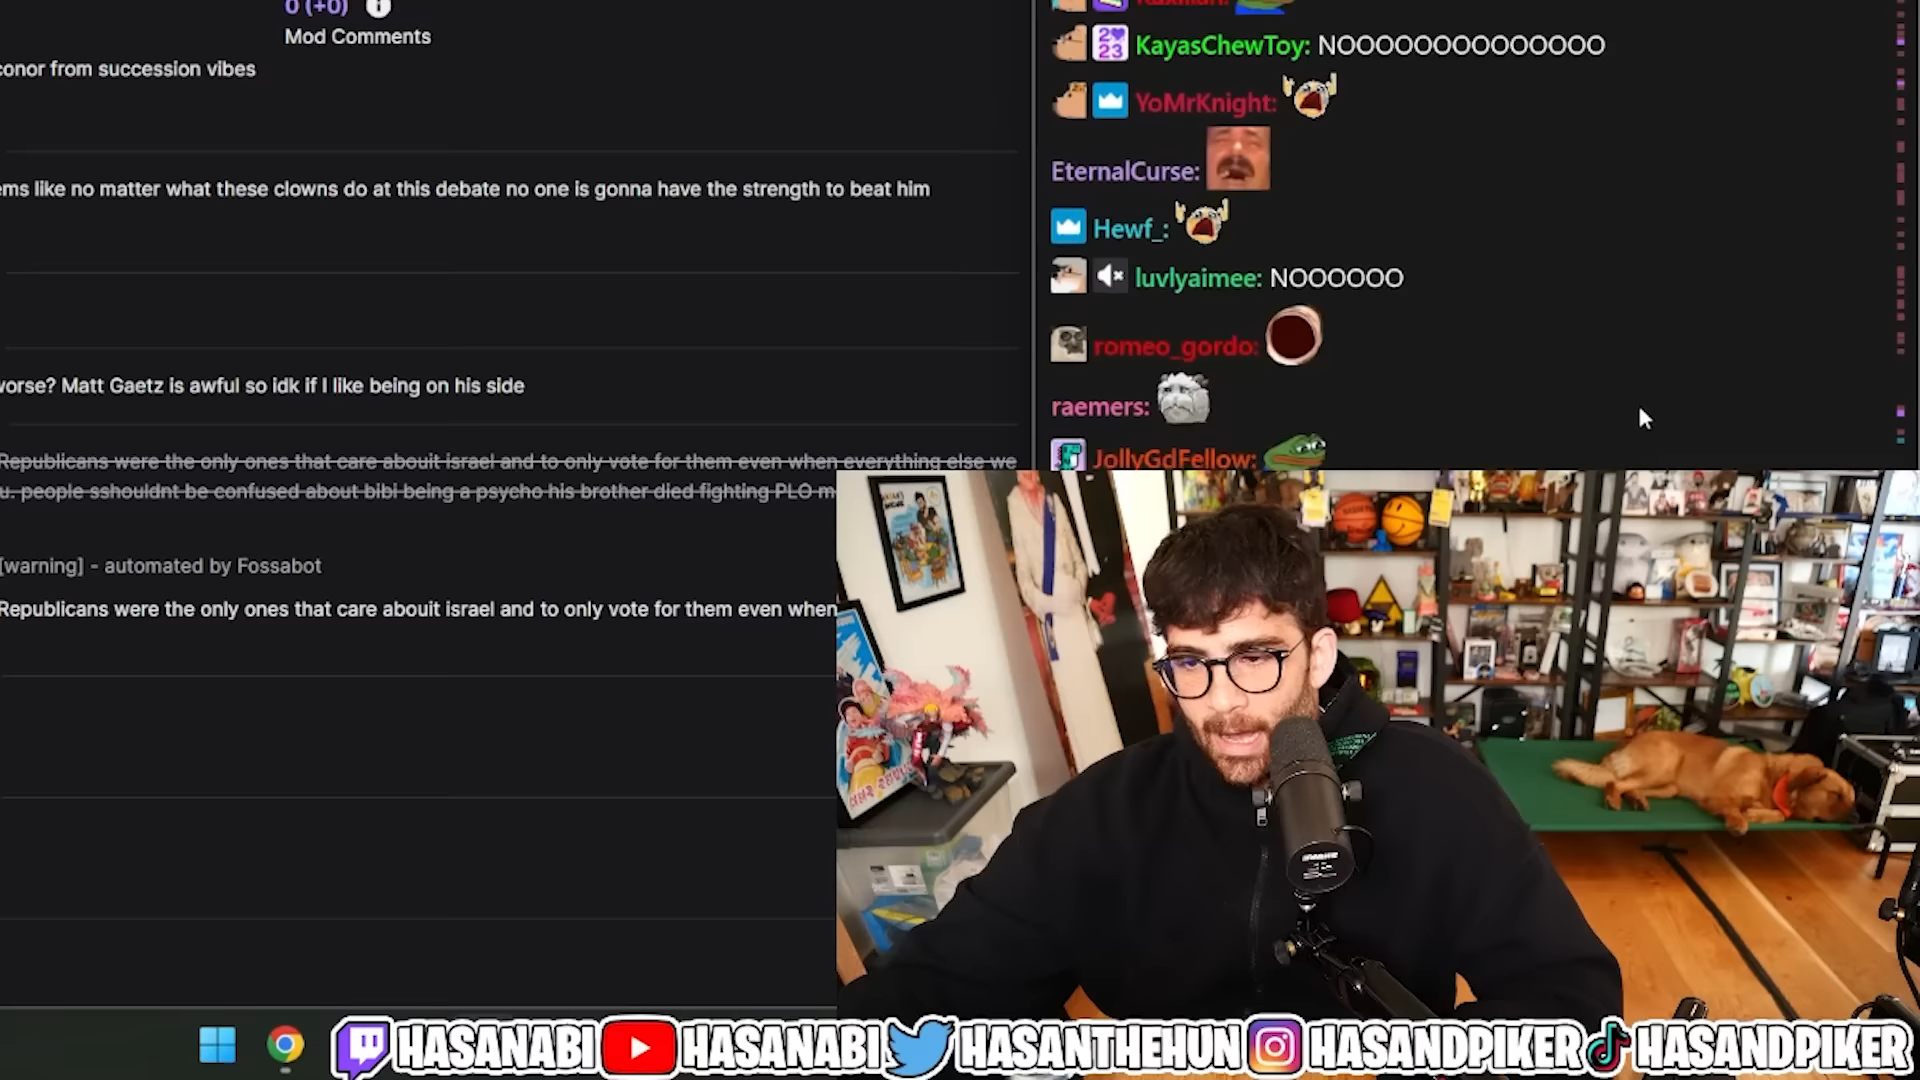 0 (+0)
Mod Comments
conor from succession vibes
ems like no matter what these clowns do at this debate no one is gonna have the strength to beat him
worse? Matt Gaetz is awful so idk if I like being on his side
Republicans were the only ones that care abouit israel and to only vote for them even when everything else we
u. people sshouldnt be confused about bibi being a psycho his brother died fighting PLO m
[warning] - automated by Fossabot
Republicans were the only ones that care abouit israel and to only vote for them even when
KayasChewToy: NOOOOOOOOOOOOOO
YoMrKnight:
EternalCurse:
Hewf_:
luvlyaimee: NOOOOOO
romeo_gordo:
raemers:
JollyGdFellow:
HASANABI HASANABI HASANTHEHUN HASANDPIKER HASANDPIKER